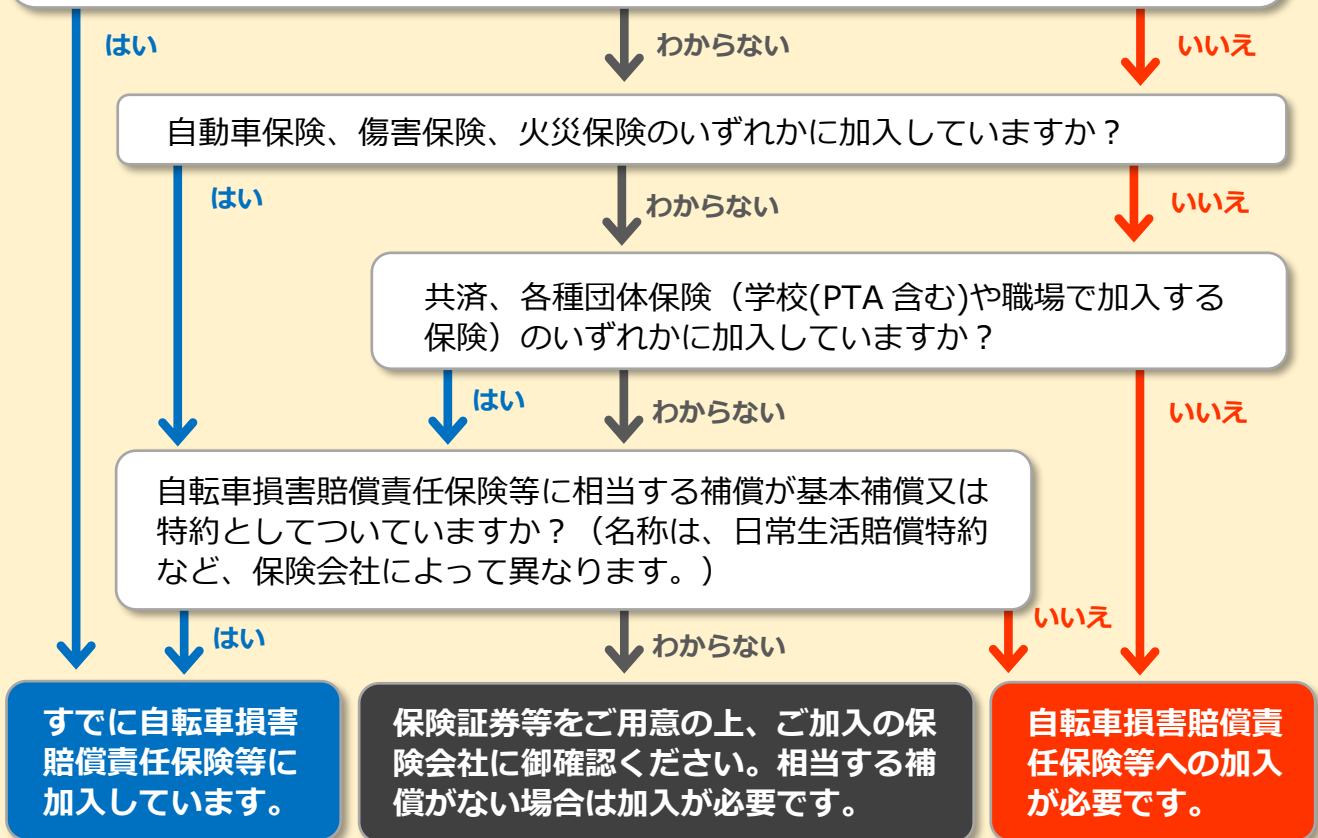 はい
わからない
いいえ
自動車保険、傷害保険、火災保険のいずれかに加入していますか？
はい
わからない
いいえ
共済、各種団体保険（学校(PTA 含む)や職場で加入する
保険）のいずれかに加入していますか？
はい
わからない
いいえ
自転車損害賠償責任保険等に相当する補償が基本補償又は
特約としてついていますか？（名称は、日常生活賠償特約
など、保険会社によって異なります。）
はい
わからない
いいえ
すでに自転車損害
賠償責任保険等に
加入しています。
保険証券等をご用意の上、ご加入の保
険会社に御確認ください。相当する補
償がない場合は加入が必要です。
自転車損害賠償責
任保険等への加入
が必要です。